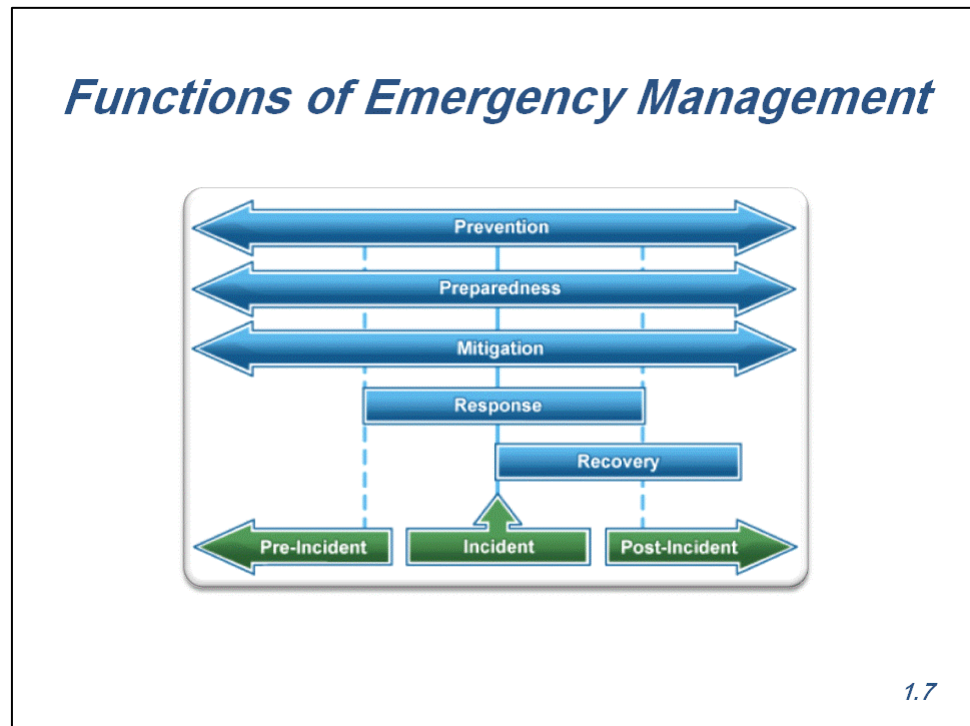 Functions of Emergency Management
Prevention
Preparedness
Mitigation
Response
Recovery
Pre-Incident
Incident
Post-Incident
1.7